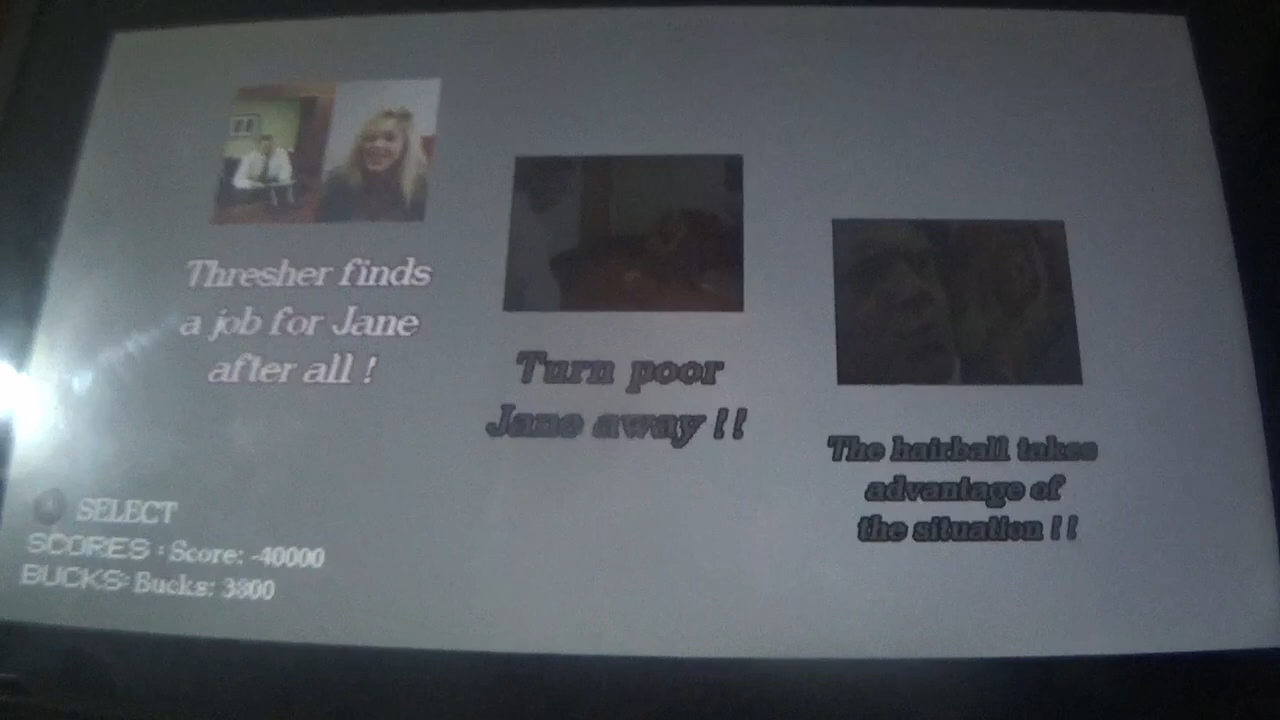 Thresher finds
a job for Jane
after all !
Turn poor
Jane away !!
The hairball takes
advantage of
the situation !!
SELECT
SCORES : Score: -40000
BUCKS: Bucks: 3800